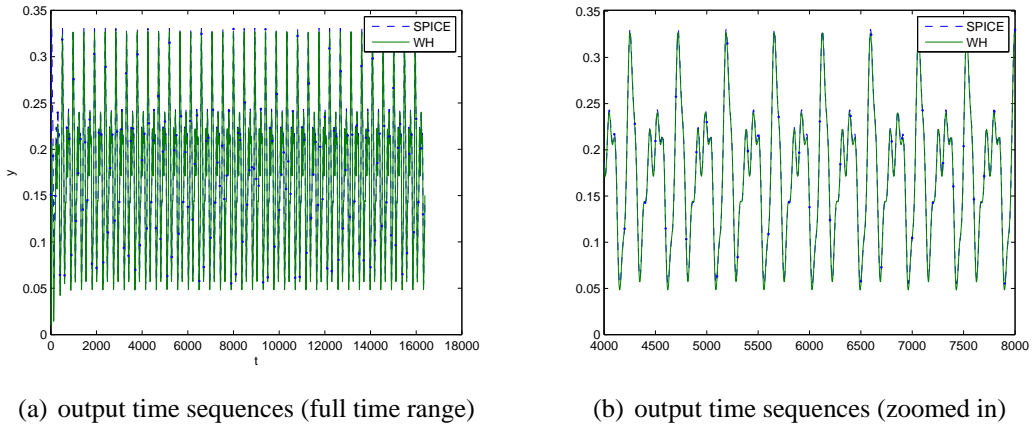 0.35
0.3
0.25
0.2
0.15
0.1
0.05
0
y
0 2000 4000 6000 8000 10000 12000 14000 16000 18000
t
SPICE
WH
(a) output time sequences (full time range)
0.35
0.3
0.25
0.2
0.15
0.1
0.05
0
4000 4500 5000 5500 6000 6500 7000 7500 8000
SPICE
WH
(b) output time sequences (zoomed in)